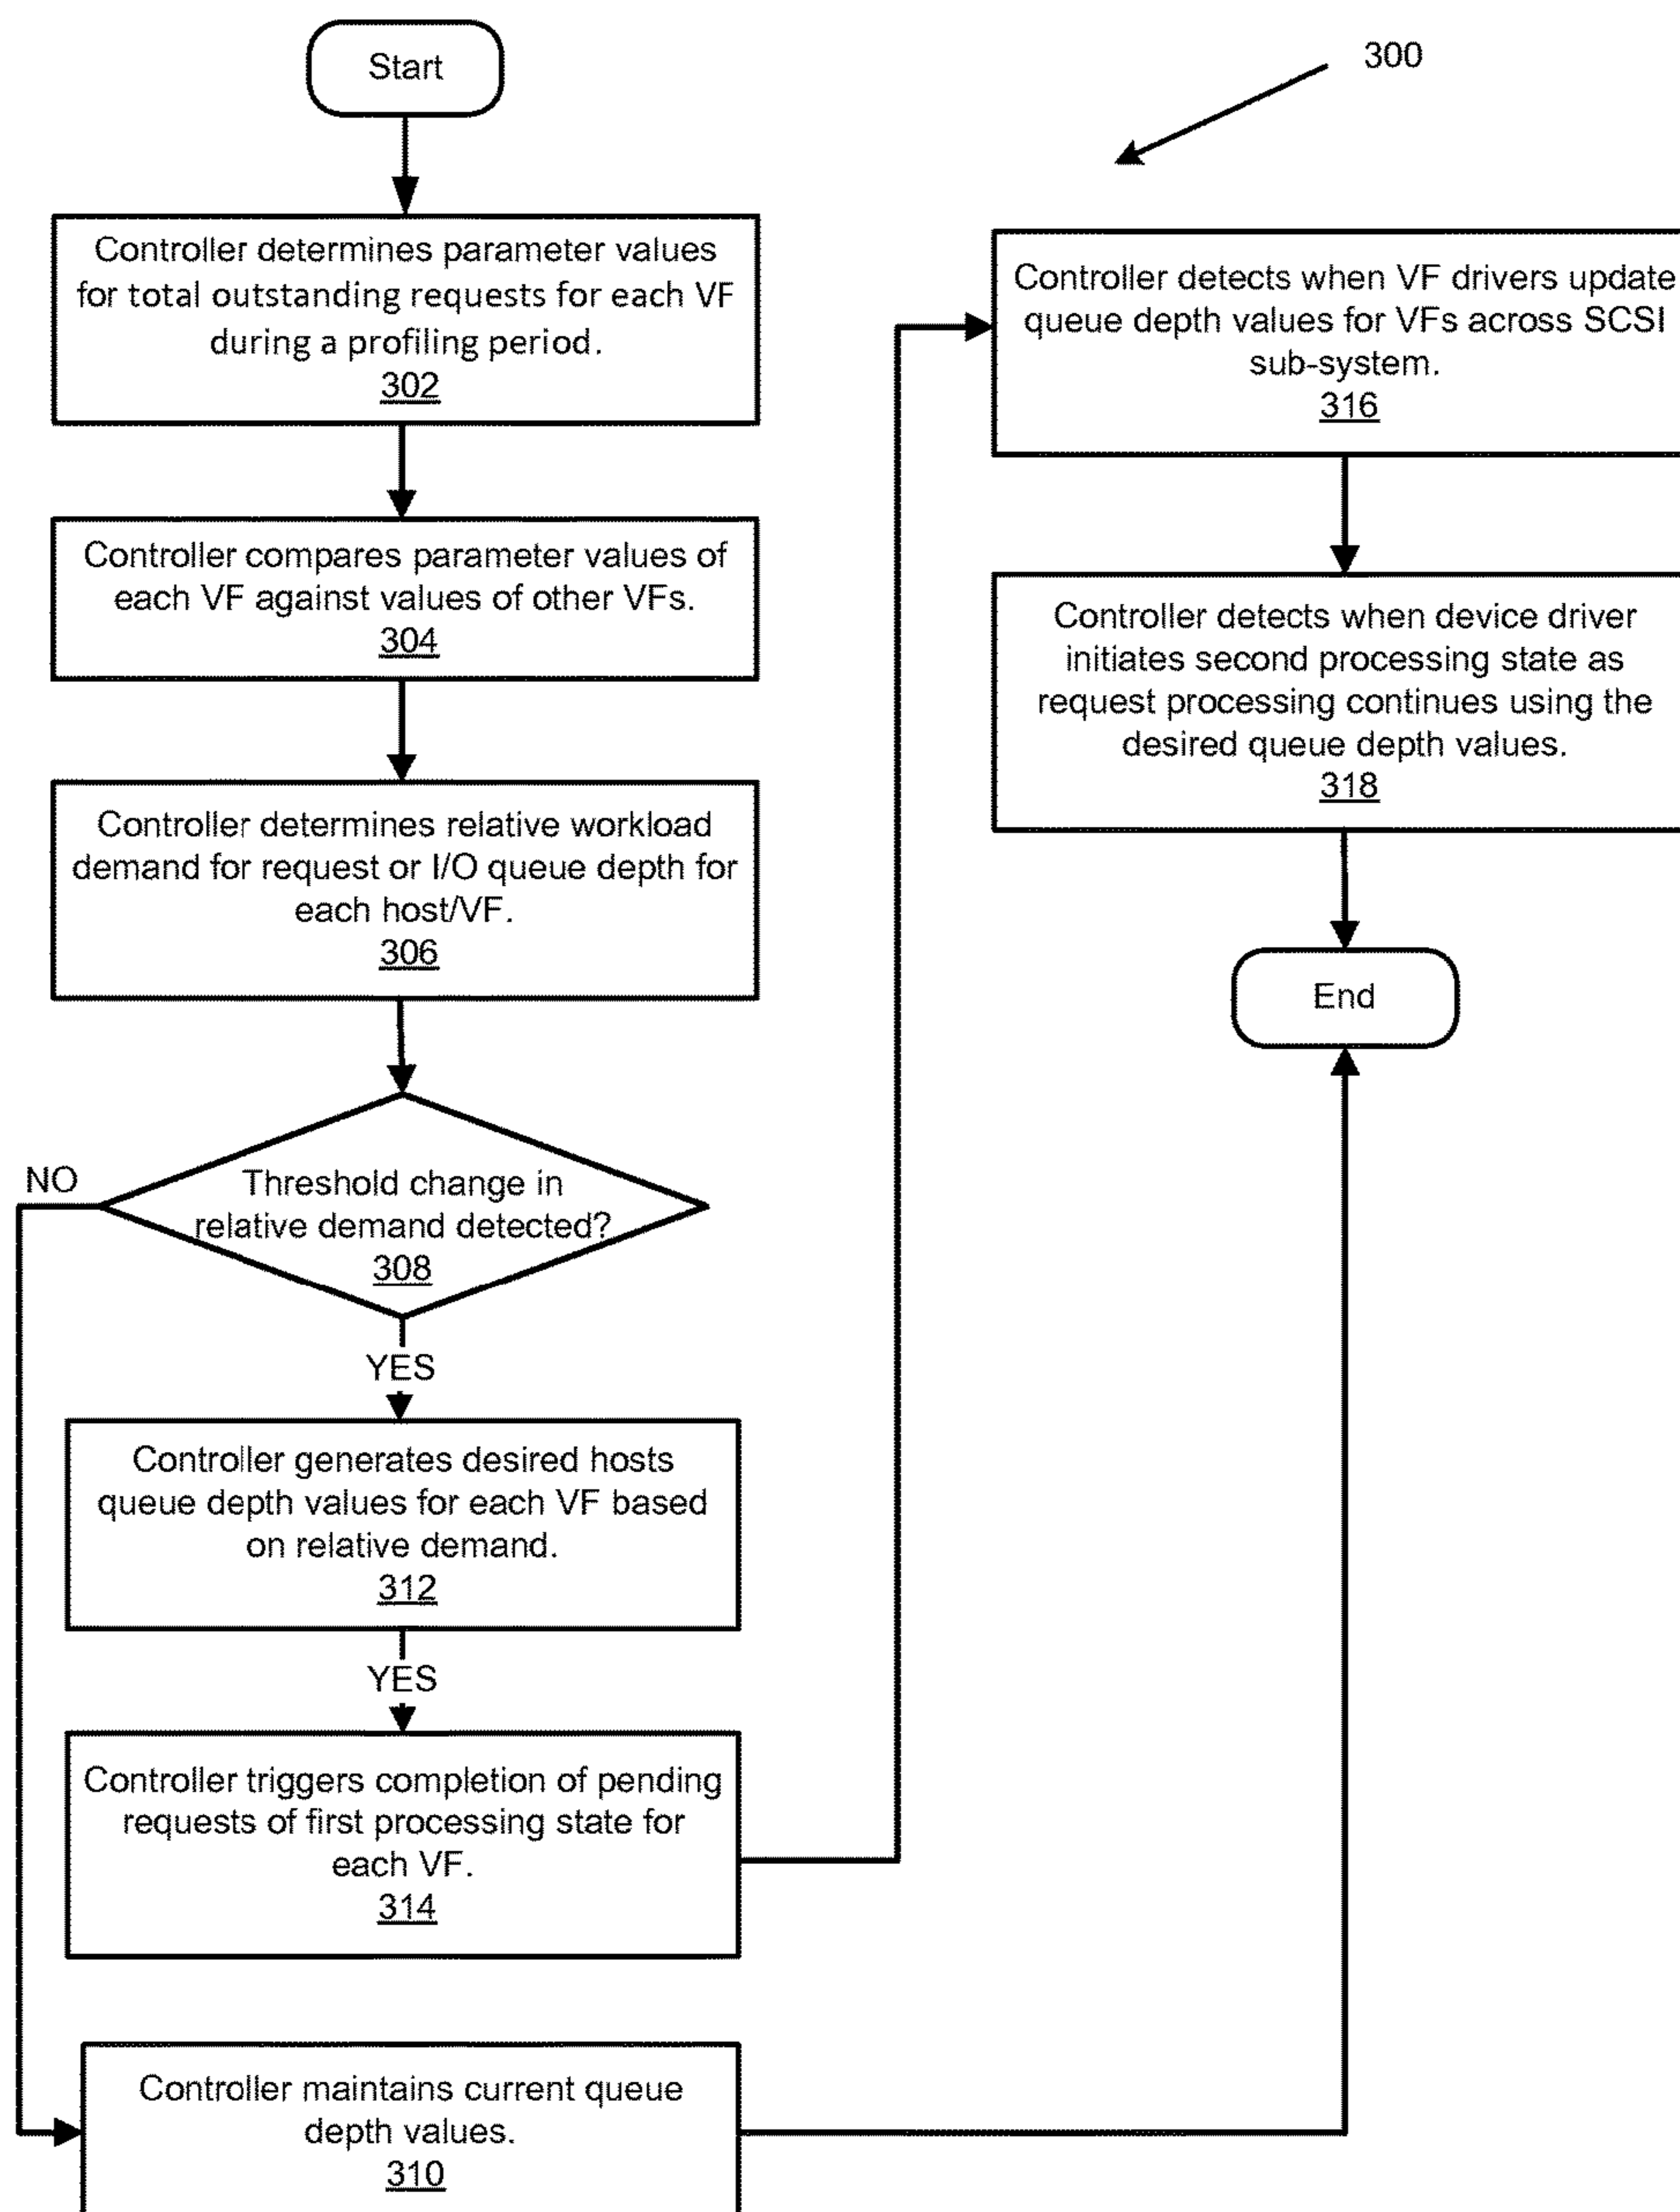 Start
300
Controller determines parameter values
for total outstanding requests for each VF
during a profiling period.
302
Controller compares parameter values of
each VF against values of other VFs.
304
Controller determines relative workload
demand for request or I/O queue depth for
each host/VF.
306
Threshold change in
relative demand detected?
308
NO
YES
Controller generates desired hosts
queue depth values for each VF based
on relative demand.
312
YES
Controller triggers completion of pending
requests of first processing state for
each VF.
314
Controller maintains current queue
depth values.
310
Controller detects when VF drivers update
queue depth values for VFs across SCSI
sub-system.
316
Controller detects when device driver
initiates second processing state as
request processing continues using the
desired queue depth values.
318
End